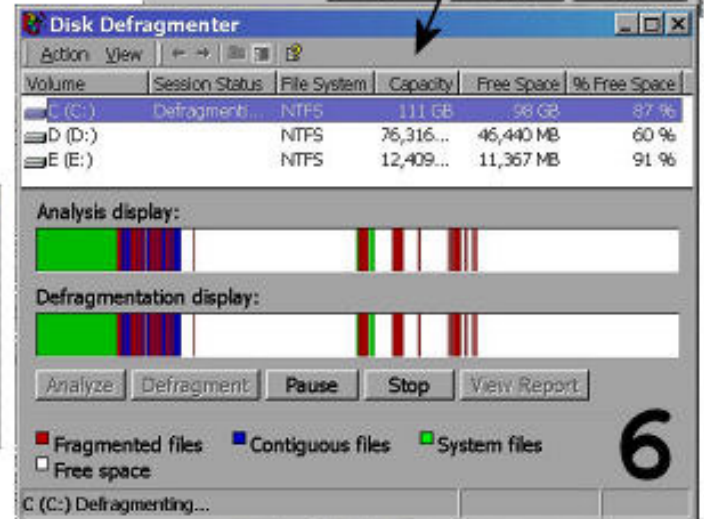 Disk Defragmenter
Action View
Volume Session Status File System Capacity Free Space % Free Space
C (C:) Defragmenti... NTFS 111 GB 98 GB 87 %
D (D:) NTFS 76,316... 46,440 MB 60 %
E (E:) NTFS 12,409... 11,367 MB 91 %
Analysis display:
Defragmentation display:
Analyze Defragment Pause Stop View Report
Fragmented files Contiguous files System files
Free space
6
C (C:) Defragmenting...